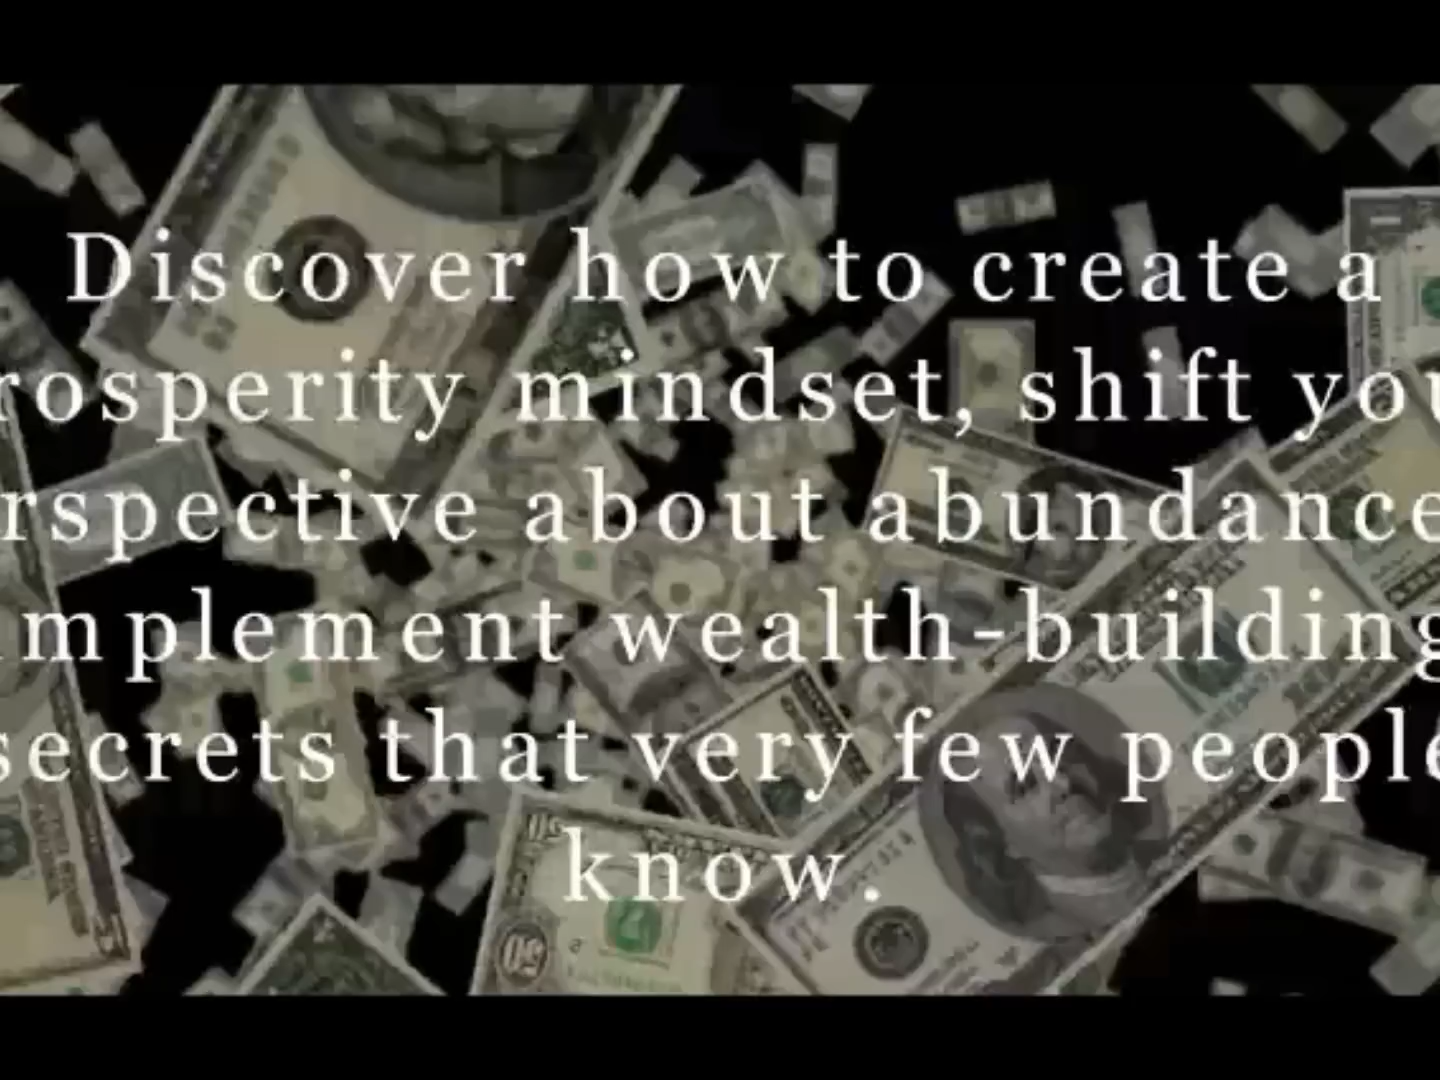 Discover how to create a
rosperity mindset, shift you
rspective about abundance
mplement wealth-building
secrets that very few people
know.